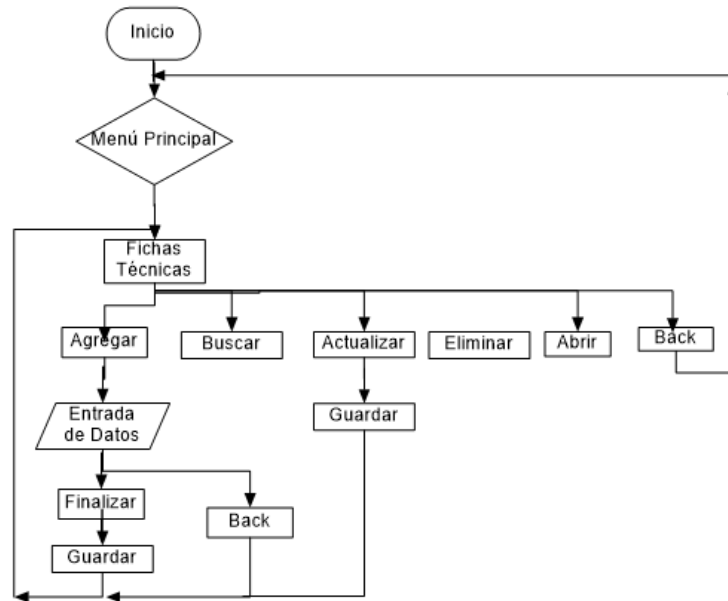 Inicio
Menú Principal
Fichas
Técnicas
Agregar
Buscar
Actualizar
Eliminar
Abrir
Back
Entrada
de Datos
Guardar
Finalizar
Back
Guardar